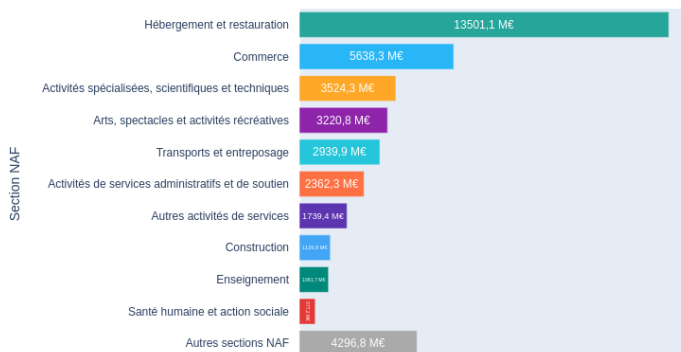 Section NAF
Hébergement et restauration 13501,1 M€
Commerce 5638,3 M€
Activités spécialisées, scientifiques et techniques 3524,3 M€
Arts, spectacles et activités récréatives 3220,8 M€
Transports et entreposage 2939,9 M€
Activités de services administratifs et de soutien 2362,3 M€
Autres activités de services 1739,4 M€
Construction M€
Enseignement 1061,7 M€
Santé humaine et action sociale
Autres sections NAF 4296,8 M€